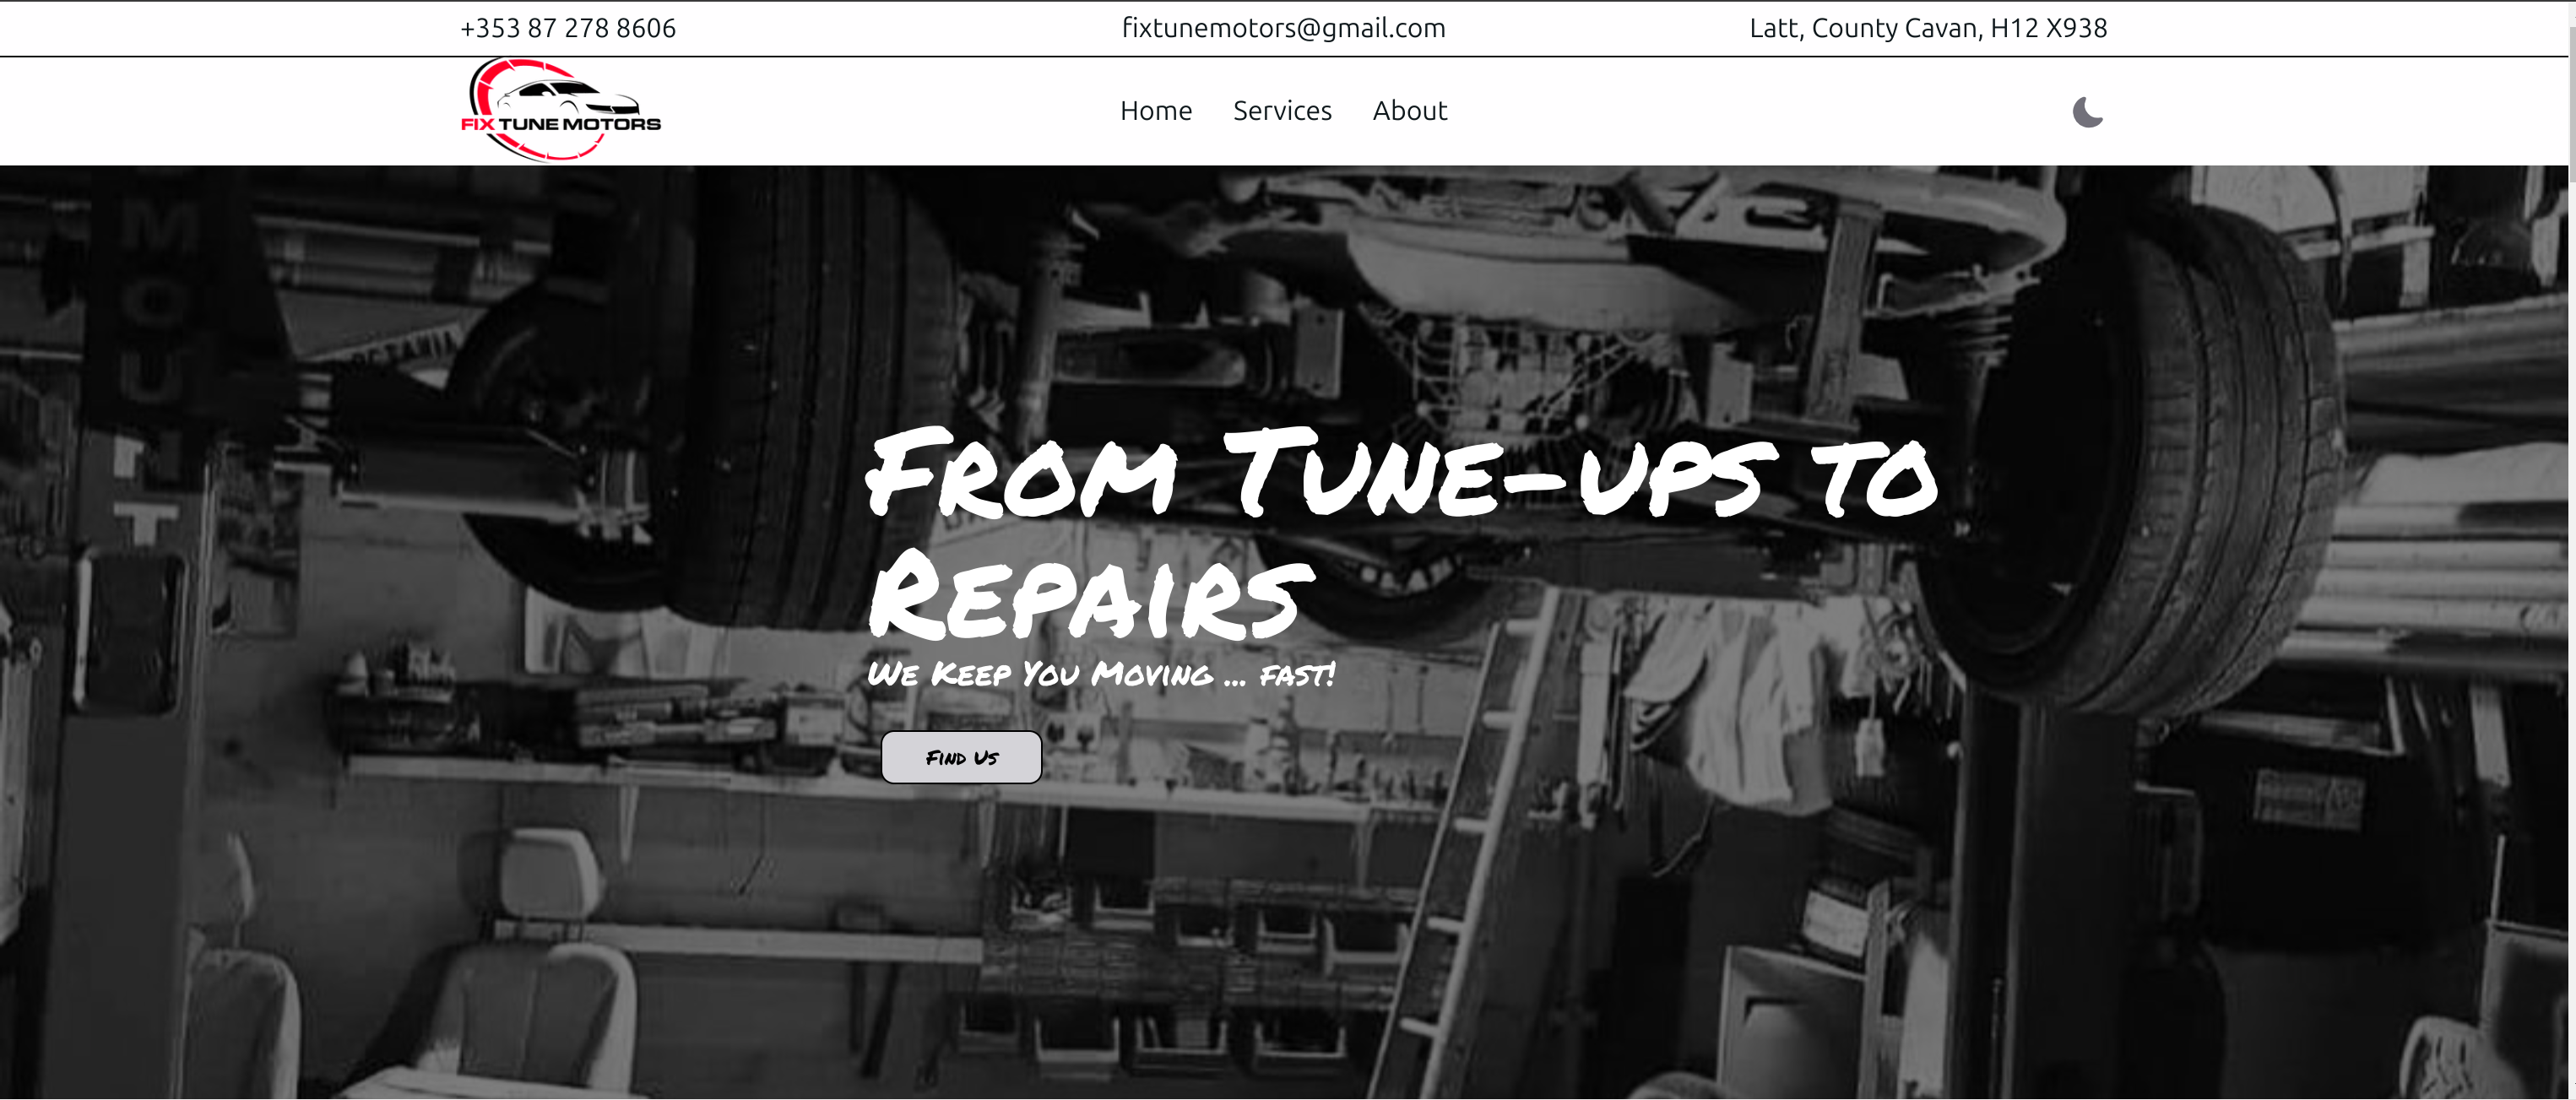 +353 87 278 8606
fixtunemotors@gmail.com
Latt, County Cavan, H12 X938
FIX TUNE MOTORS
Home
Services
About
From Tune-ups to
Repairs
We Keep You Moving ... fast!
Find Us